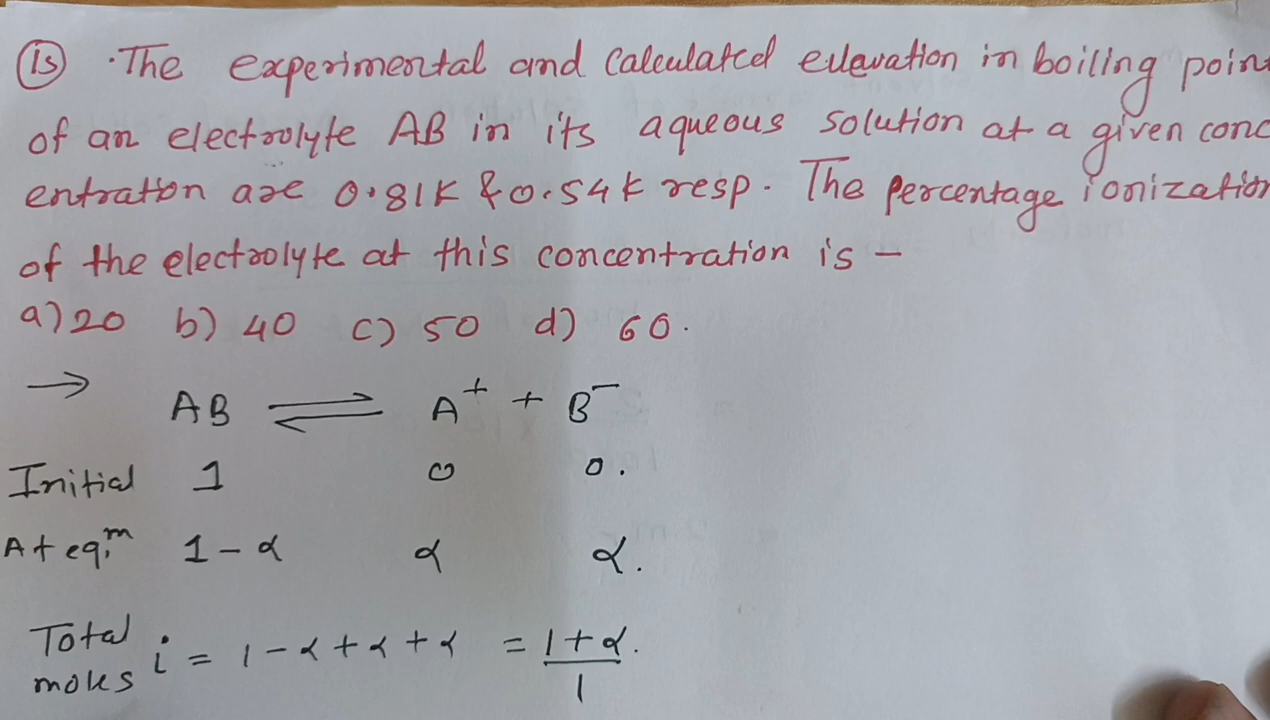 15 The experimental and calculated eulevation in boiling poin
of an electrolyte AB in its aqueous solution at a given conc
entration are 0.81K & 0.54K resp. The percentage ionization
of the electrolyte at this concentration is -
a) 20 b) 40 c) 50 d) 60.
→ AB ⇌ A⁺ + B⁻
Initial 1 0 0.
At eqᵐ 1-α α α.
Total moles i = 1-α+α+α = 1+α/1.